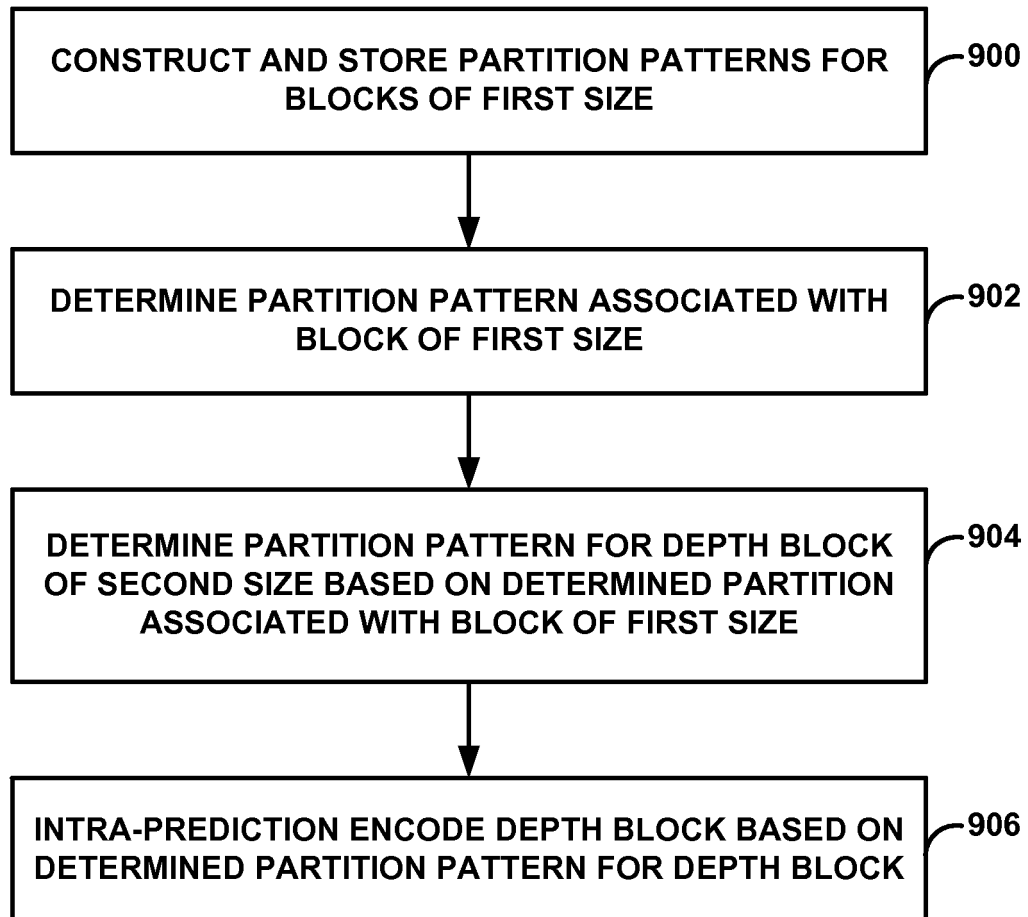 CONSTRUCT AND STORE PARTITION PATTERNS FOR
BLOCKS OF FIRST SIZE
900
DETERMINE PARTITION PATTERN ASSOCIATED WITH
BLOCK OF FIRST SIZE
902
DETERMINE PARTITION PATTERN FOR DEPTH BLOCK
OF SECOND SIZE BASED ON DETERMINED PARTITION
ASSOCIATED WITH BLOCK OF FIRST SIZE
904
INTRA-PREDICTION ENCODE DEPTH BLOCK BASED ON
DETERMINED PARTITION PATTERN FOR DEPTH BLOCK
906